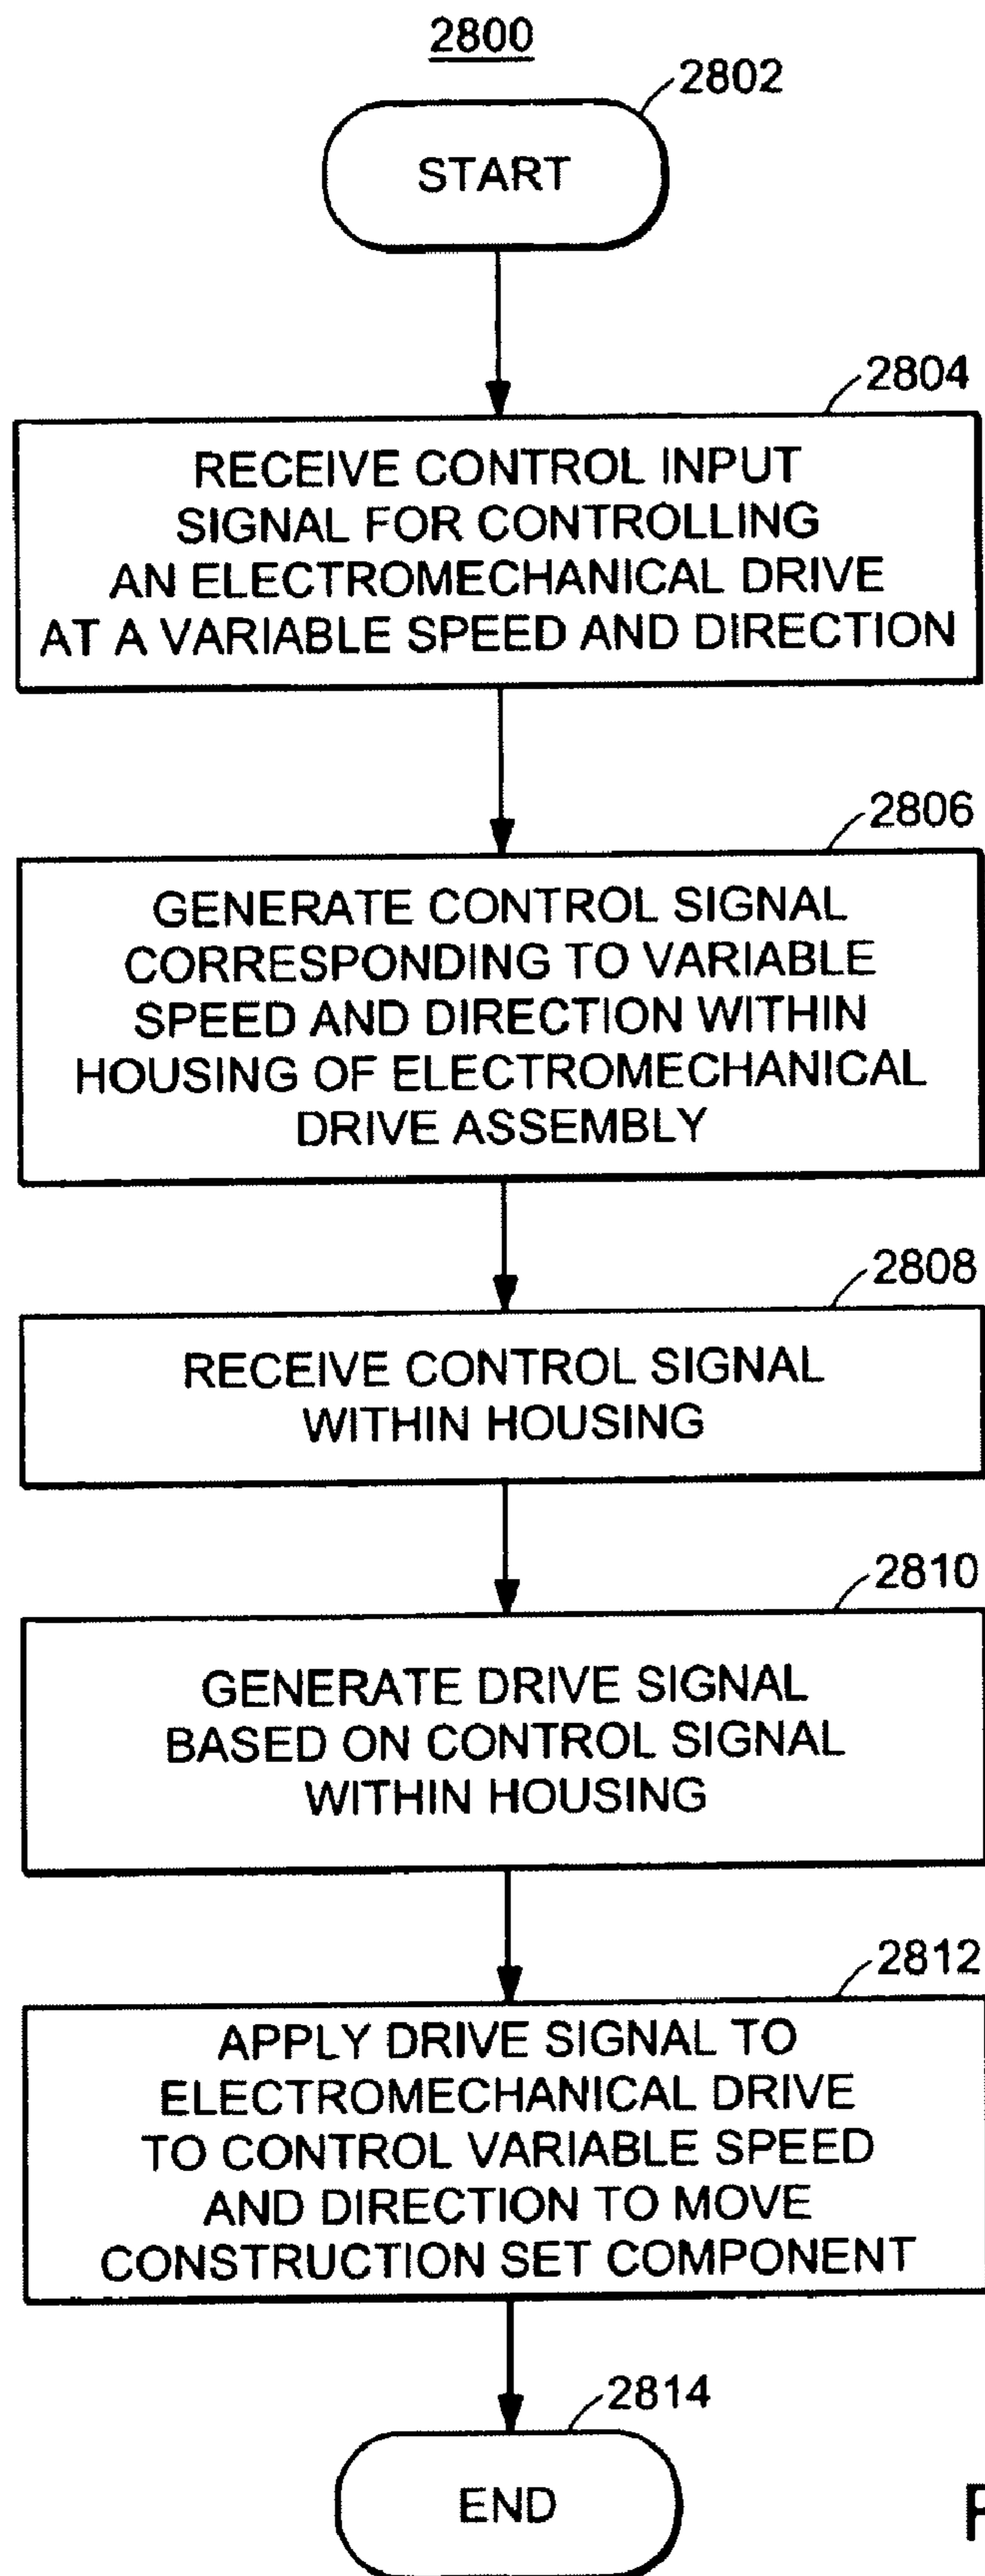 2800
2802
START
2804
RECEIVE CONTROL INPUT
SIGNAL FOR CONTROLLING
AN ELECTROMECHANICAL DRIVE
AT A VARIABLE SPEED AND DIRECTION
2806
GENERATE CONTROL SIGNAL
CORRESPONDING TO VARIABLE
SPEED AND DIRECTION WITHIN
HOUSING OF ELECTROMECHANICAL
DRIVE ASSEMBLY
2808
RECEIVE CONTROL SIGNAL
WITHIN HOUSING
2810
GENERATE DRIVE SIGNAL
BASED ON CONTROL SIGNAL
WITHIN HOUSING
2812
APPLY DRIVE SIGNAL TO
ELECTROMECHANICAL DRIVE
TO CONTROL VARIABLE SPEED
AND DIRECTION TO MOVE
CONSTRUCTION SET COMPONENT
2814
END